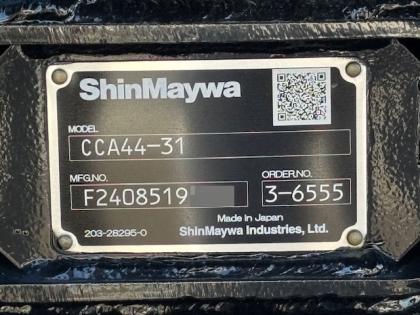 ShinMaywa
MODEL
CCA44-31
MFG.NO. ORDER.NO.
F2408519 3-6555
Made in Japan
203-28295-0 ShinMaywa Industries, Ltd.